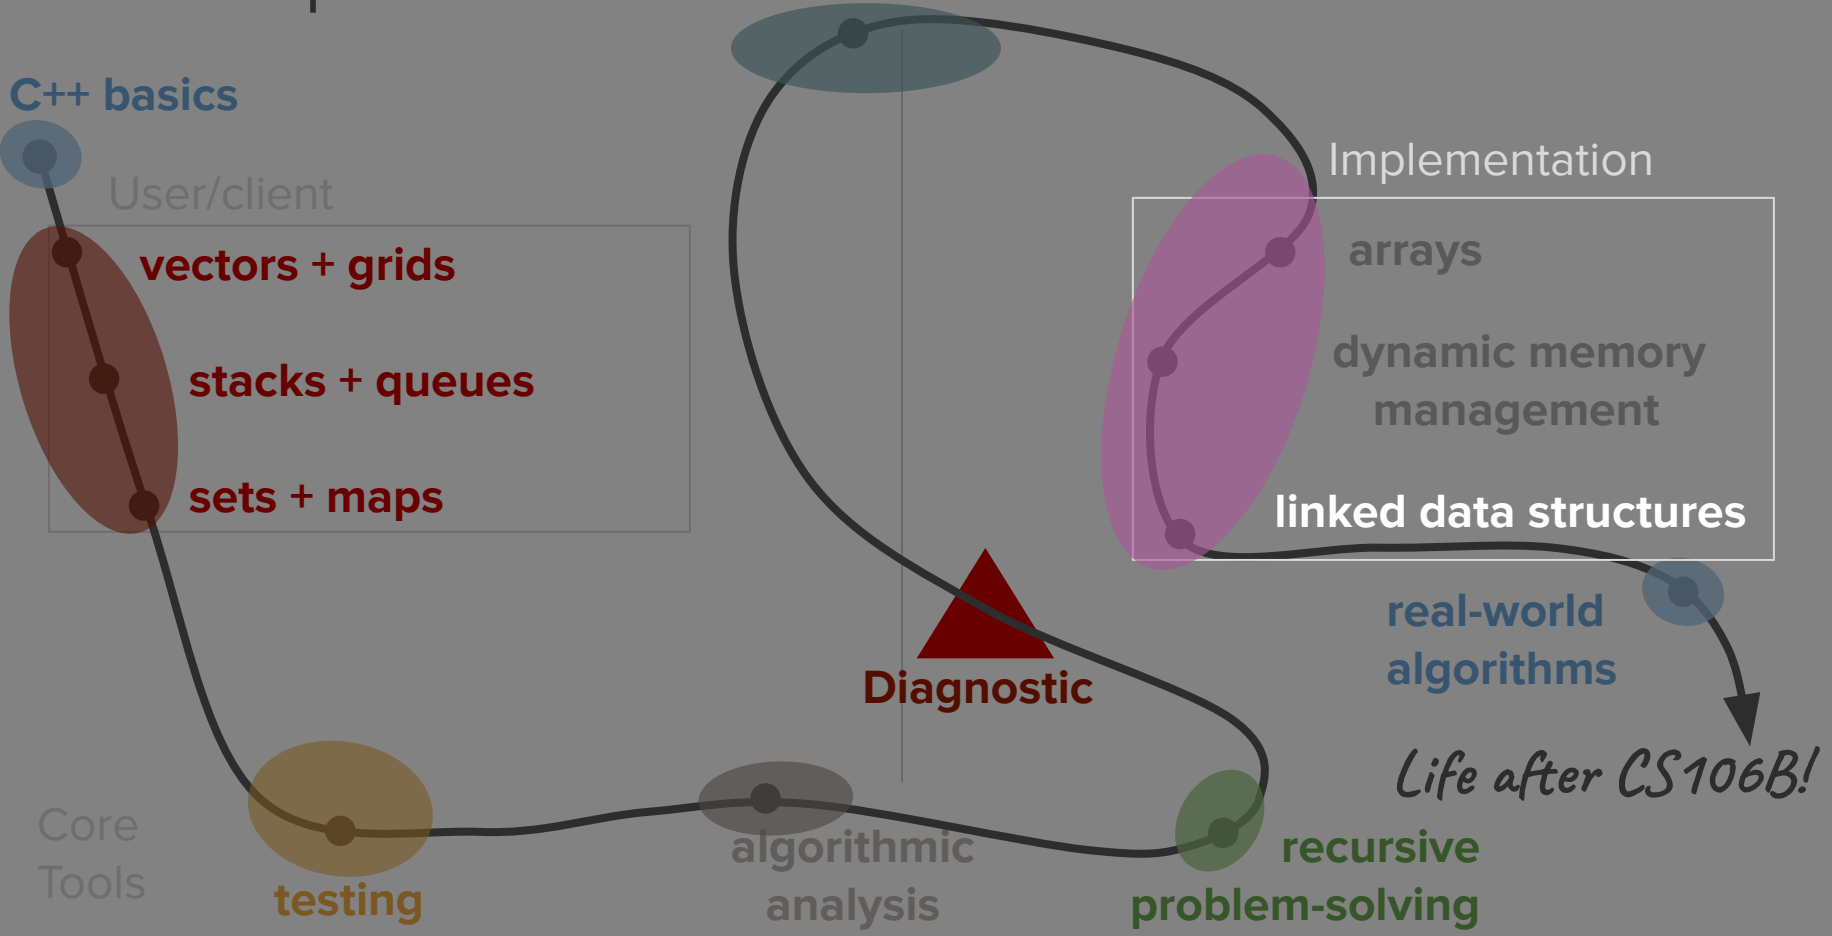 C++ basics
User/client
vectors + grids
stacks + queues
sets + maps
Core
Tools
testing
algorithmic
analysis
recursive
problem-solving
Diagnostic
Implementation
arrays
dynamic memory
management
linked data structures
real-world
algorithms
Life after CS106B!